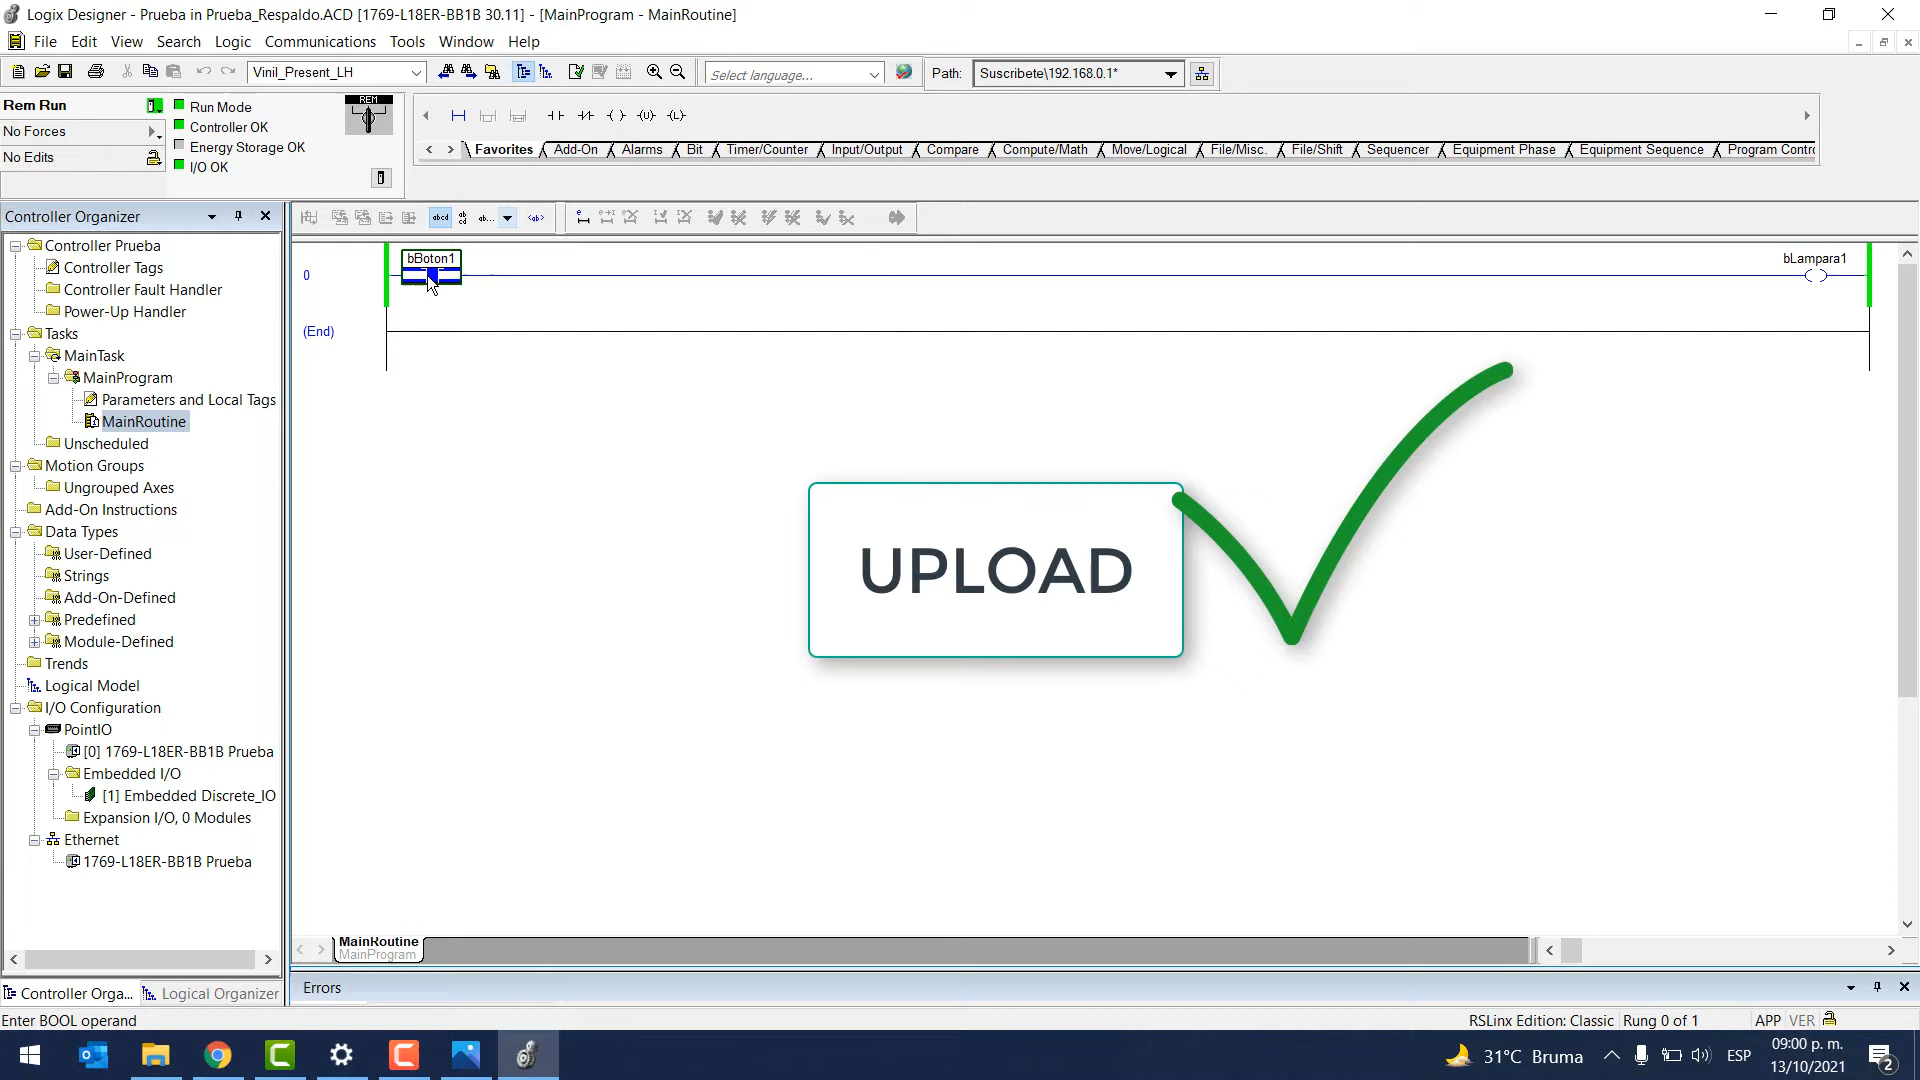 Logix Designer - Prueba in Prueba_Respaldo.ACD [1769-L18ER-BB1B 30.11] - [MainProgram - MainRoutine]
File Edit View Search Logic Communications Tools Window Help
Vinil_Present_LH
Select language...
Path: Suscribete\192.168.0.1*
Rem Run
No Forces
No Edits
Run Mode
Controller OK
Energy Storage OK
I/O OK
REM
Favorites Add-On Alarms Bit Timer/Counter Input/Output Compare Compute/Math Move/Logical File/Misc. File/Shift Sequencer Equipment Phase Equipment Sequence Program Contro
Controller Organizer
Controller Prueba
Controller Tags
Controller Fault Handler
Power-Up Handler
Tasks
MainTask
MainProgram
Parameters and Local Tags
MainRoutine
Unscheduled
Motion Groups
Ungrouped Axes
Add-On Instructions
Data Types
User-Defined
Strings
Add-On-Defined
Predefined
Module-Defined
Trends
Logical Model
I/O Configuration
PointIO
[0] 1769-L18ER-BB1B Prueba
Embedded I/O
[1] Embedded Discrete_IO
Expansion I/O, 0 Modules
Ethernet
1769-L18ER-BB1B Prueba
Controller Orga...
Logical Organizer
bBoton1
bLampara1
0
(End)
UPLOAD
MainRoutine
MainProgram
Errors
Enter BOOL operand
RSLinx Edition: Classic
Rung 0 of 1
APP
VER
31°C Bruma
ESP
09:00 p. m.
13/10/2021
2